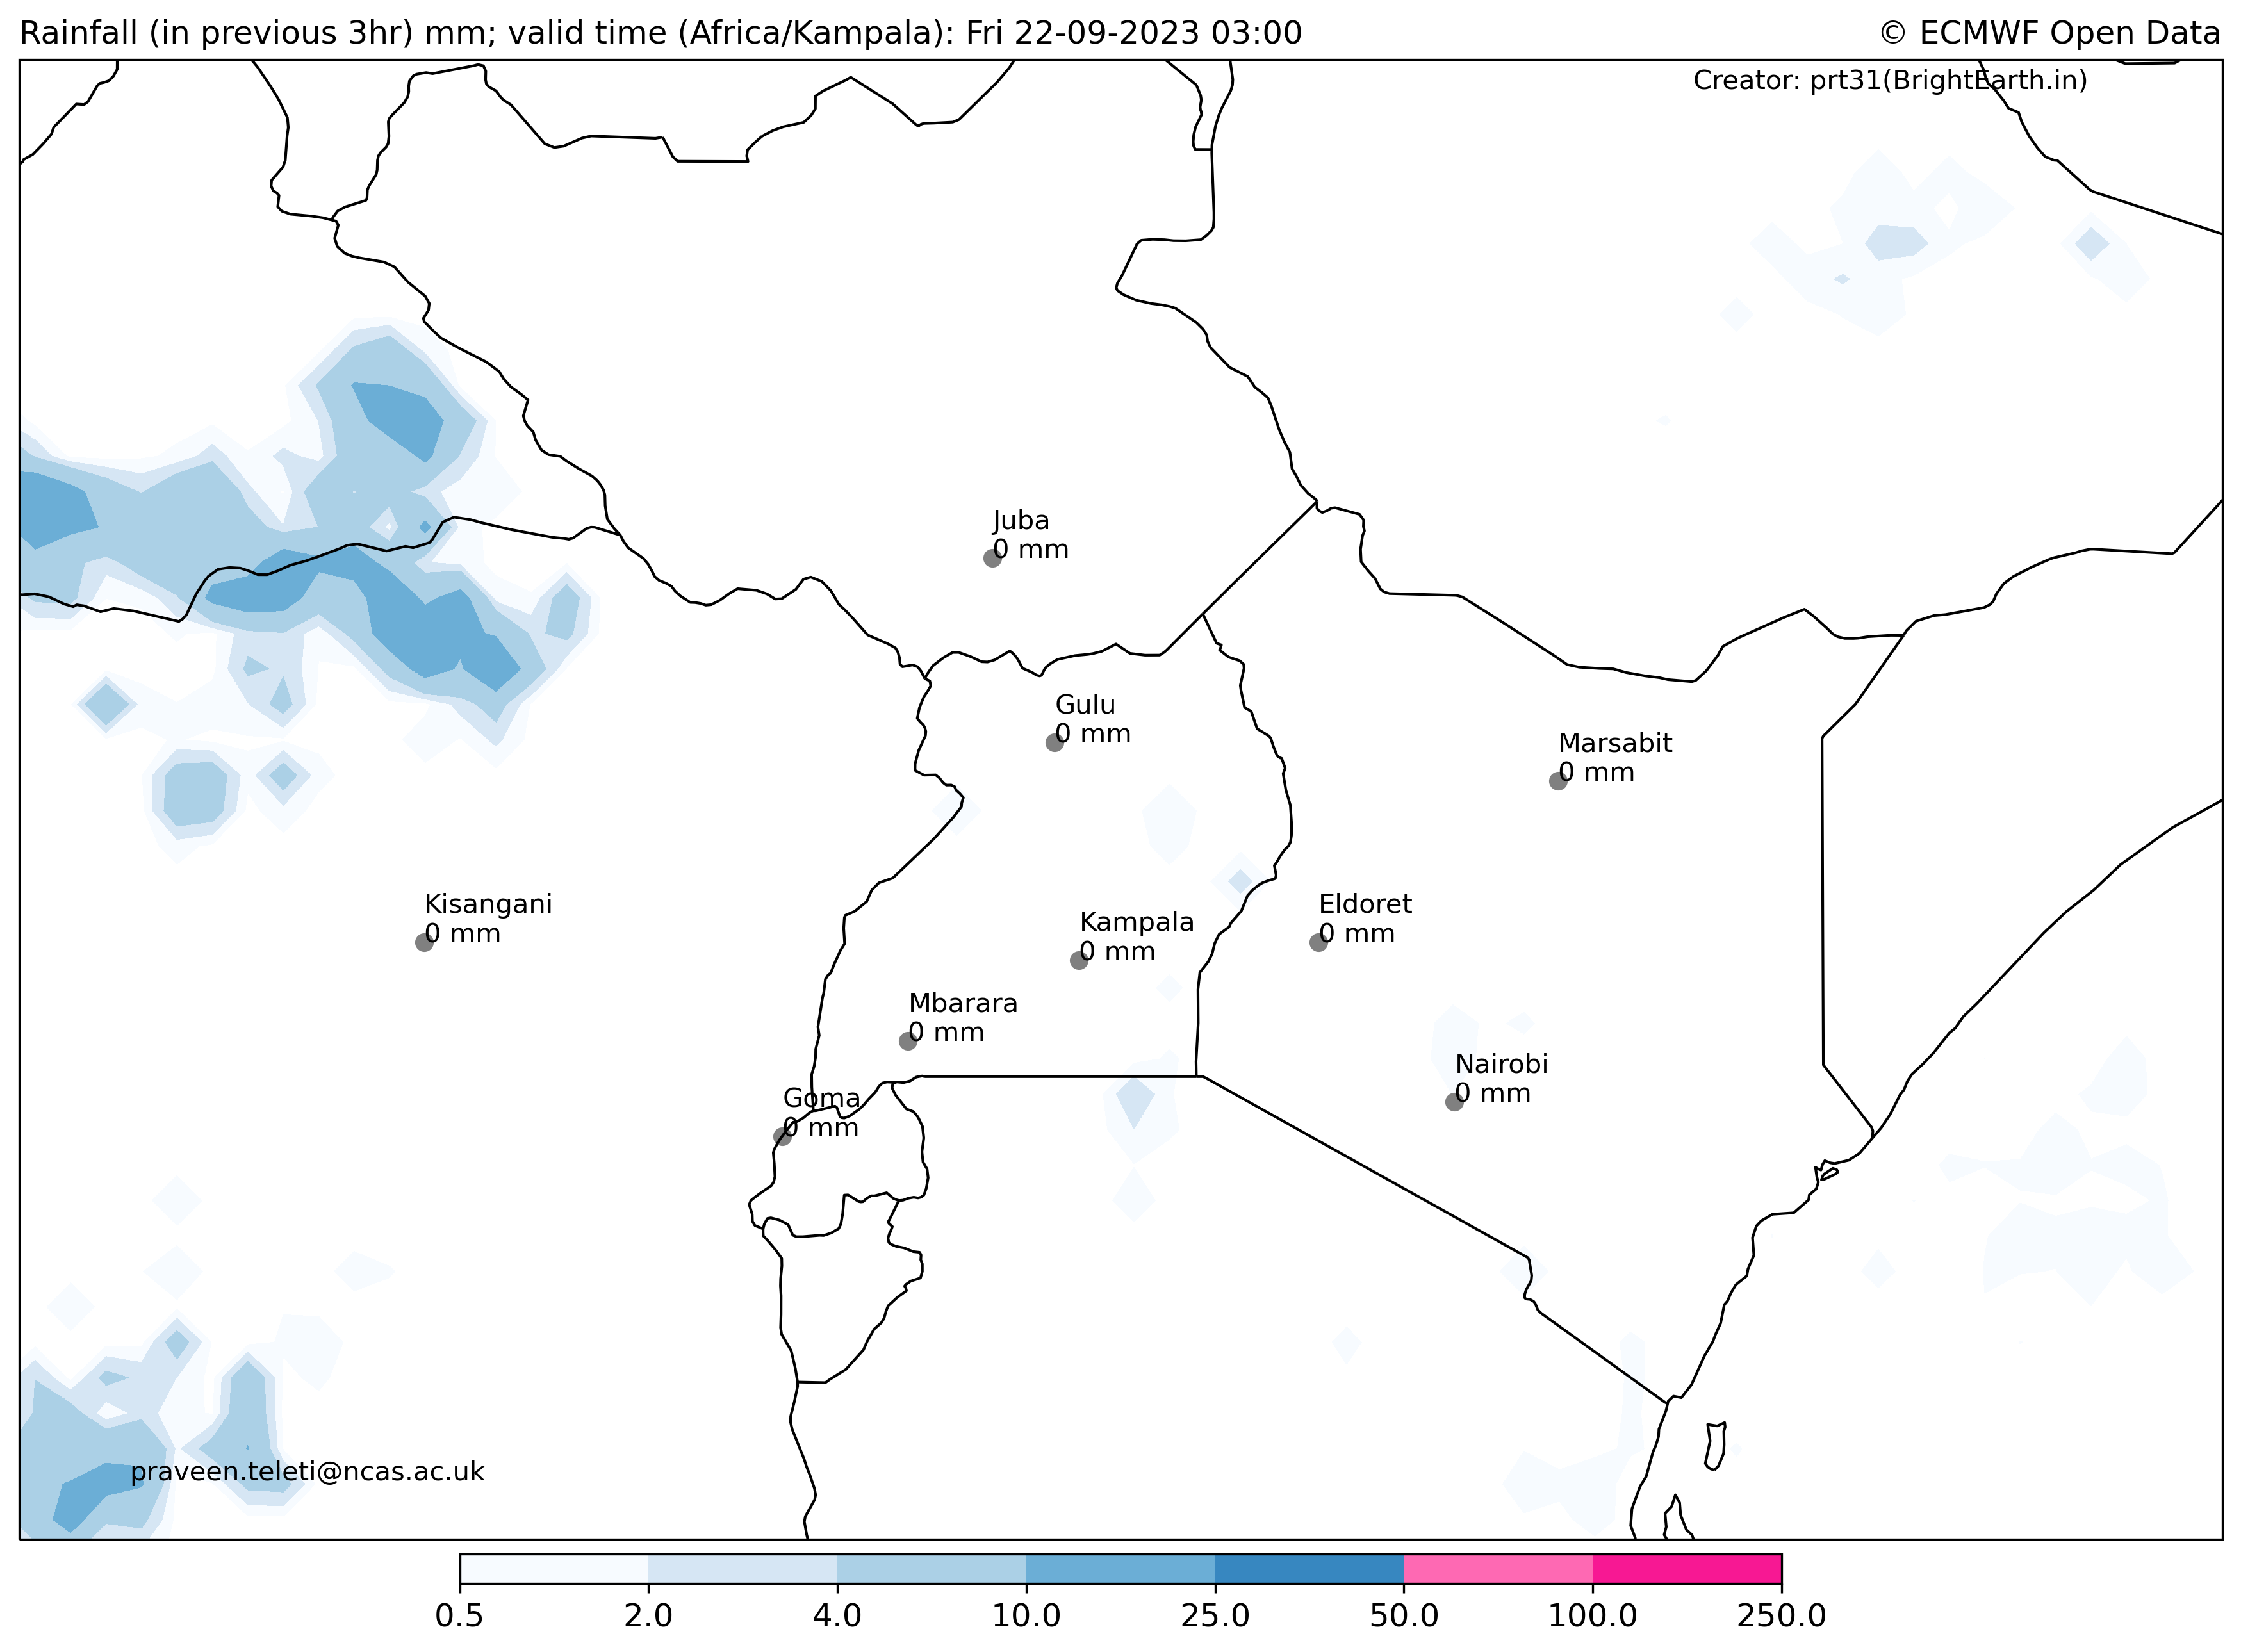 Rainfall (in previous 3hr) mm; valid time (Africa/Kampala): Fri 22-09-2023 03:00
© ECMWF Open Data
Creator: prt31(BrightEarth.in)
Juba
0 mm
Gulu
0 mm
Marsabit
0 mm
Kisangani
0 mm
Kampala
0 mm
Eldoret
0 mm
Mbarara
0 mm
Nairobi
0 mm
Goma
0 mm
praveen.teleti@ncas.ac.uk
0.5 2.0 4.0 10.0 25.0 50.0 100.0 250.0